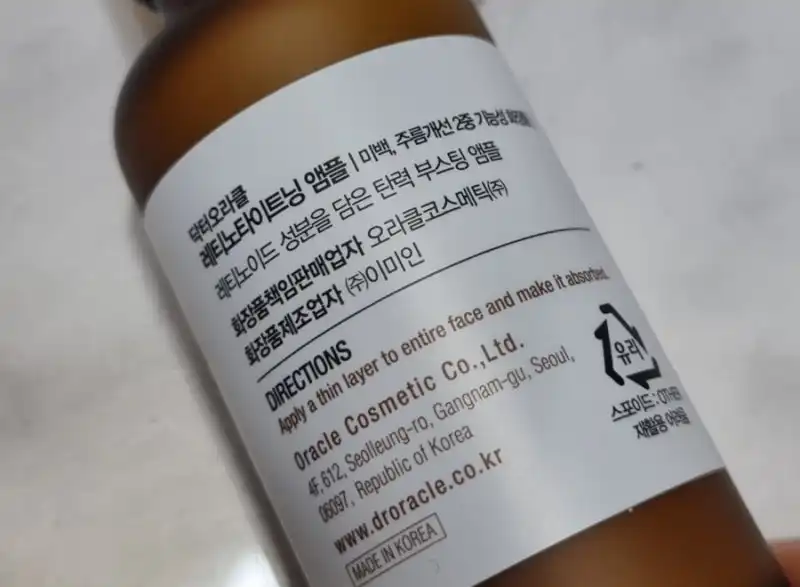 닥터오라클
레티노타이트닝 앰플 | 미백, 주름개선 2중 기능성
레티노이드 성분을 담은 탄력 부스팅 앰플
화장품책임판매업자 오라클코스메틱㈜
화장품제조업자 ㈜이미인
DIRECTIONS
Apply a thin layer to entire face and make it absorbed.
Oracle Cosmetic Co.,Ltd.
4F, 612, Seolleung-ro, Gangnam-gu, Seoul,
06097, Republic of Korea
www.droracle.co.kr
MADE IN KOREA
유리
스포이드 : OTHER
재활용 어려움